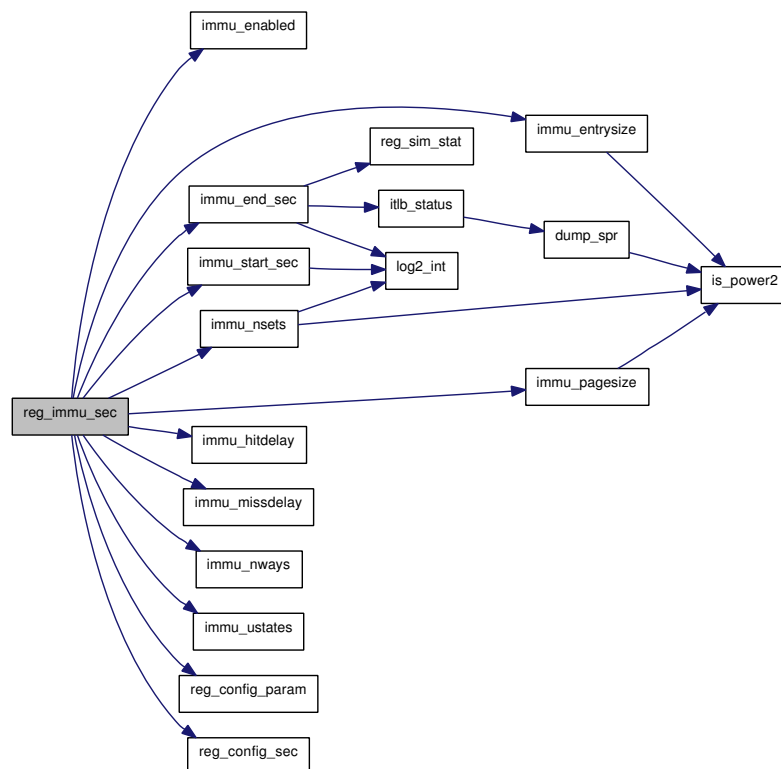 immu_enabled
immu_entrysize
reg_sim_stat
immu_end_sec
itlb_status
dump_spr
immu_start_sec
log2_int
is_power2
immu_nsets
immu_pagesize
reg_immu_sec
immu_hitdelay
immu_missdelay
immu_nways
immu_ustates
reg_config_param
reg_config_sec